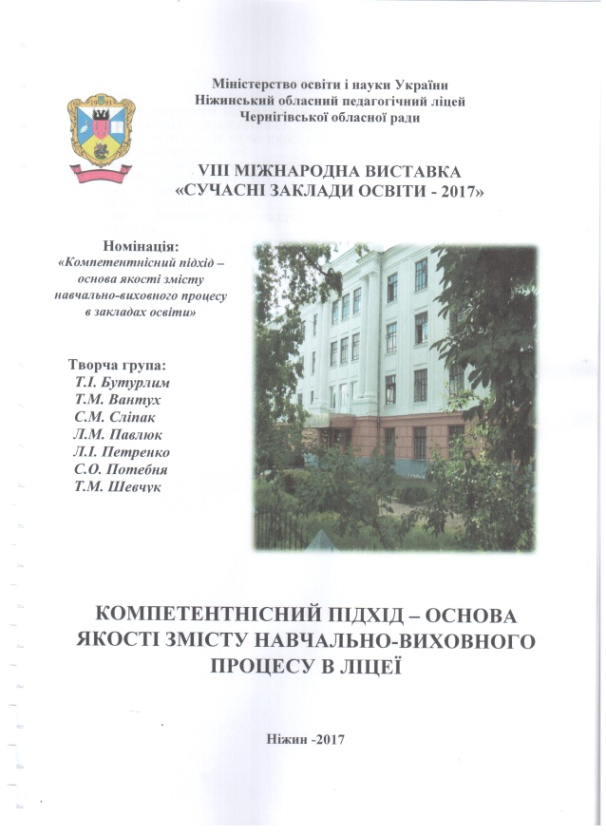 Міністерство освіти і науки України
Ніжинський обласний педагогічний ліцей
Чернігівської обласної ради
1993
VIII МІЖНАРОДНА ВИСТАВКА
«СУЧАСНІ ЗАКЛАДИ ОСВІТИ - 2017»
Номінація:
«Компетентнісний підхід –
основа якості змісту
навчально-виховного процесу
в закладах освіти»
Творча група:
Т.І. Бутурлим
Т.М. Вантух
С.М. Сліпак
Л.М. Павлюк
Л.І. Петренко
С.О. Потебня
Т.М. Шевчук
КОМПЕТЕНТНІСНИЙ ПІДХІД – ОСНОВА
ЯКОСТІ ЗМІСТУ НАВЧАЛЬНО-ВИХОВНОГО
ПРОЦЕСУ В ЛІЦЕЇ
Ніжин -2017